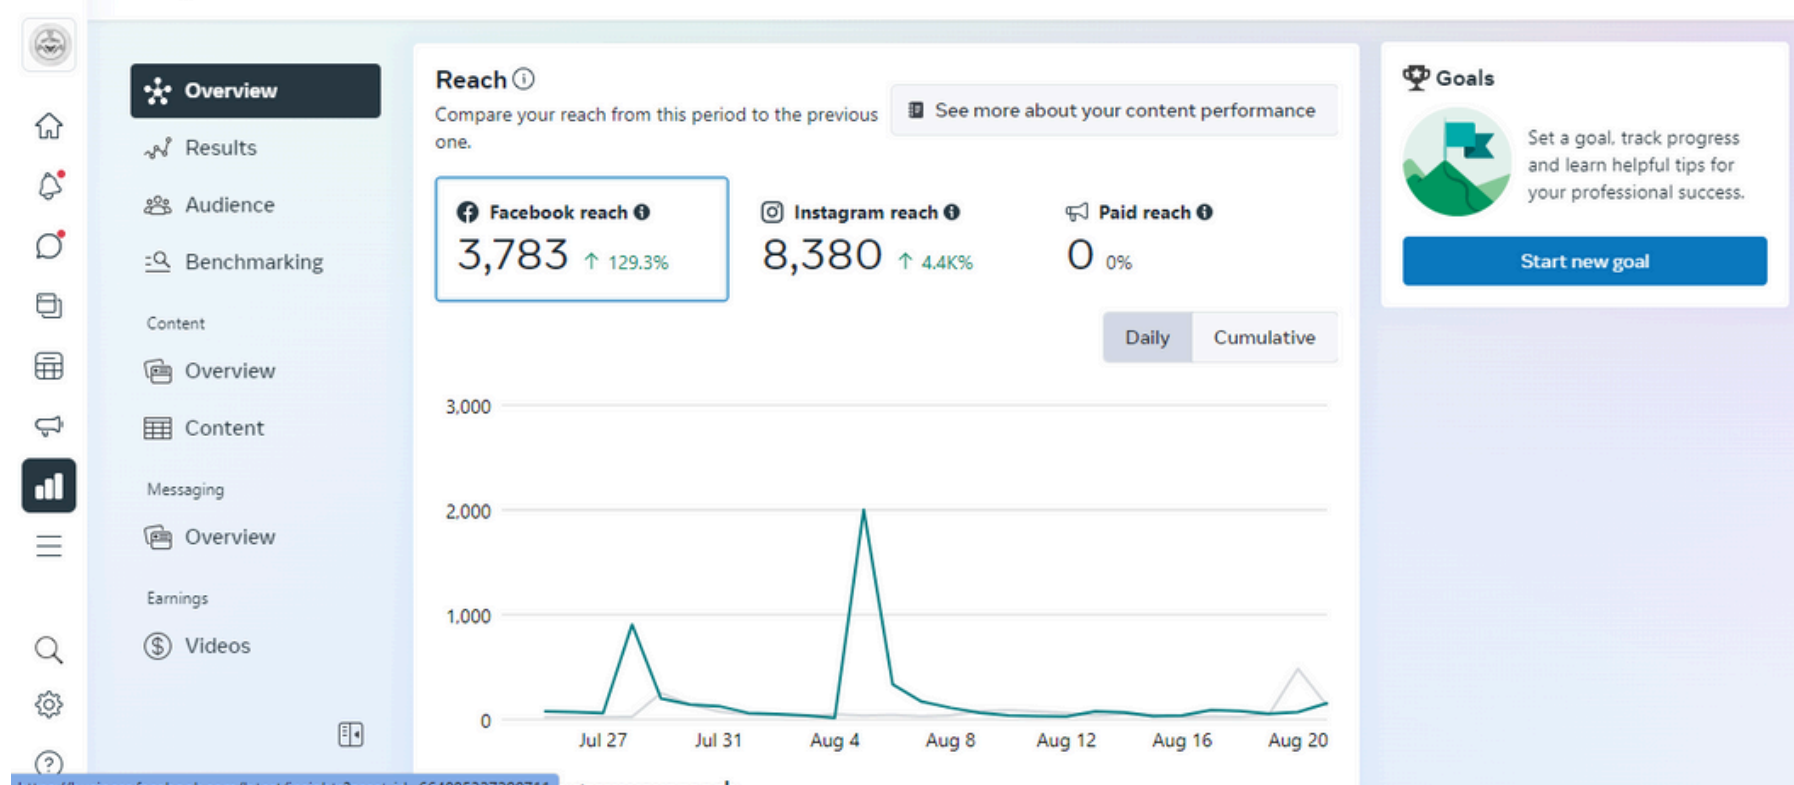 Overview
Results
Audience
Benchmarking
Content
Overview
Content
Messaging
Overview
Earnings
Videos
Reach
Compare your reach from this period to the previous
one.
See more about your content performance
Facebook reach
3,783 ↑ 129.3%
Instagram reach
8,380 ↑ 4.4K%
Paid reach
0 0%
Daily
Cumulative
3,000
2,000
1,000
0
Jul 27
Jul 31
Aug 4
Aug 8
Aug 12
Aug 16
Aug 20
Goals
Set a goal, track progress
and learn helpful tips for
your professional success.
Start new goal